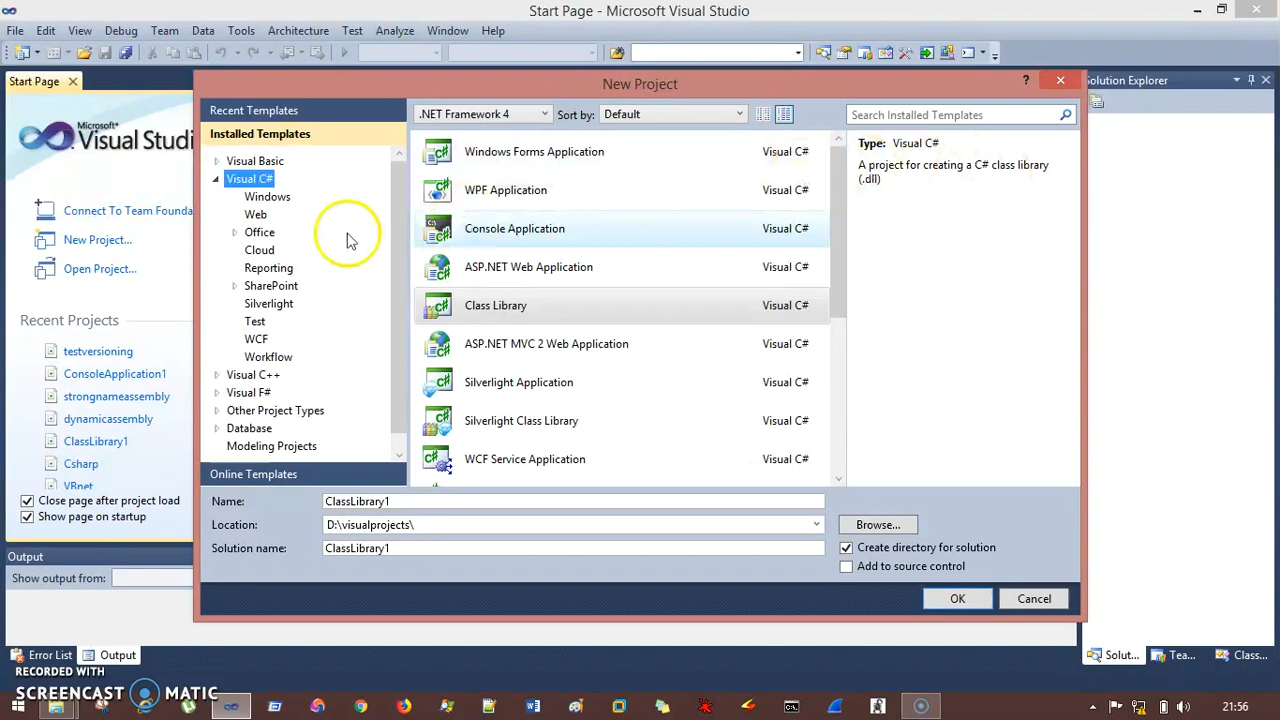 Start Page - Microsoft Visual Studio
File Edit View Debug Team Data Tools Architecture Test Analyze Window Help
Start Page
New Project
Solution Explorer
Recent Templates
.NET Framework 4
Sort by:
Default
Search Installed Templates
Installed Templates
Microsoft®
Visual Studio
Visual Basic
Visual C#
Windows
Web
Office
Cloud
Reporting
SharePoint
Silverlight
Test
WCF
Workflow
Visual C++
Visual F#
Other Project Types
Database
Modeling Projects
Online Templates
Windows Forms Application Visual C#
WPF Application Visual C#
Console Application Visual C#
ASP.NET Web Application Visual C#
Class Library Visual C#
ASP.NET MVC 2 Web Application Visual C#
Silverlight Application Visual C#
Silverlight Class Library Visual C#
WCF Service Application Visual C#
Type: Visual C#
A project for creating a C# class library
(.dll)
Connect To Team Founda
New Project...
Open Project...
Recent Projects
testversioning
ConsoleApplication1
strongnameassembly
dynamicassembly
ClassLibrary1
Csharp
VBnet
Close page after project load
Show page on startup
Name: ClassLibrary1
Location: D:\visualprojects\
Browse...
Solution name: ClassLibrary1
Create directory for solution
Add to source control
OK
Cancel
Output
Show output from:
Error List
Output
Solut...
Tea...
Class...
RECORDED WITH
SCREENCAST MATIC
21:56